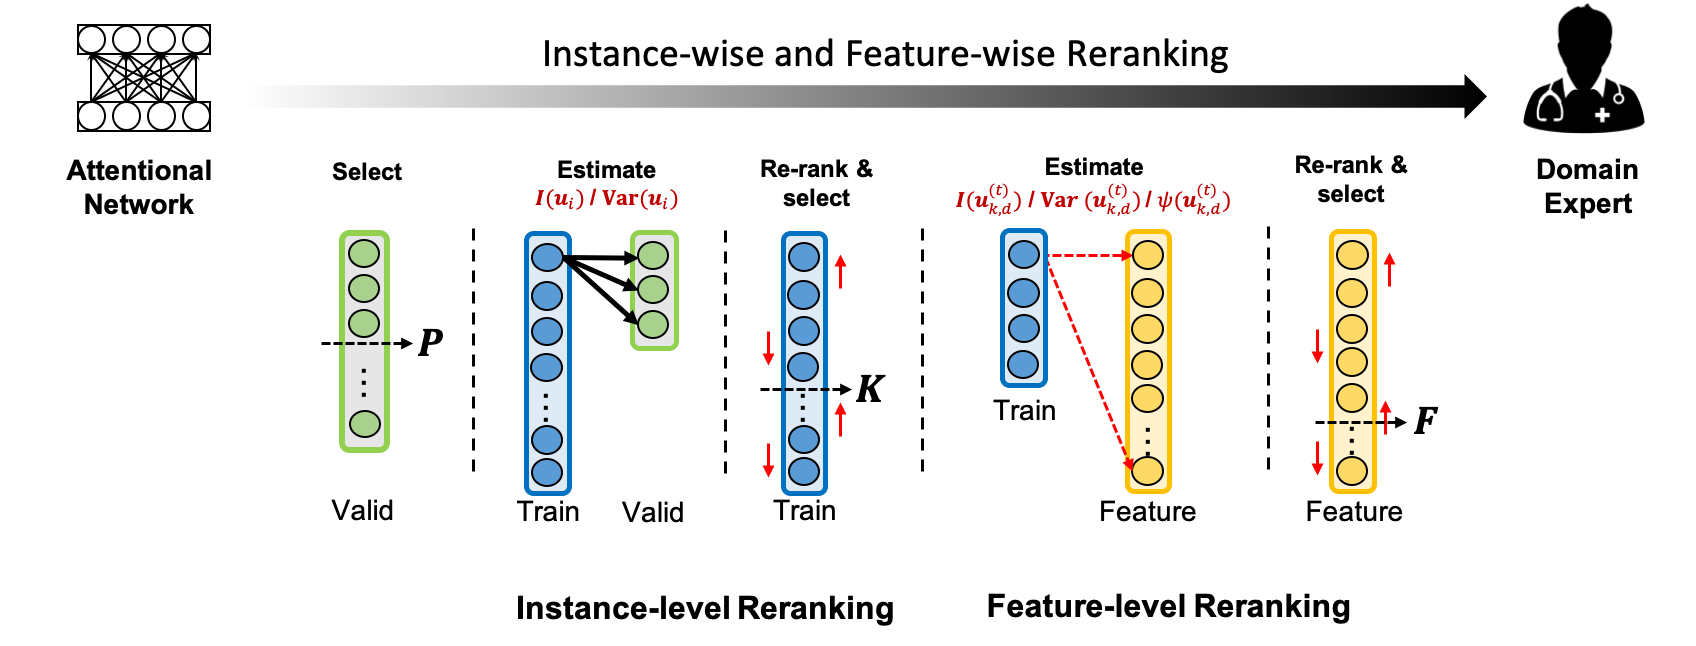 Instance-wise and Feature-wise Reranking
Attentional
Network
Select
Estimate
I(u_i) / Var(u_i)
Re-rank &
select
Estimate
I(u_{k,d}^{(t)}) / Var (u_{k,d}^{(t)}) / ψ(u_{k,d}^{(t)})
Re-rank &
select
Domain
Expert
P
K
F
Train
Valid
Train
Valid
Train
Feature
Feature
Instance-level Reranking
Feature-level Reranking